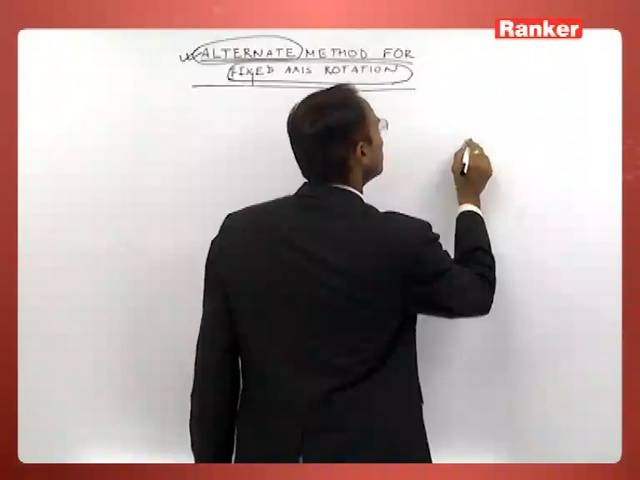 Ranker
ALTERNATE METHOD FOR
FIXED AXIS ROTATION